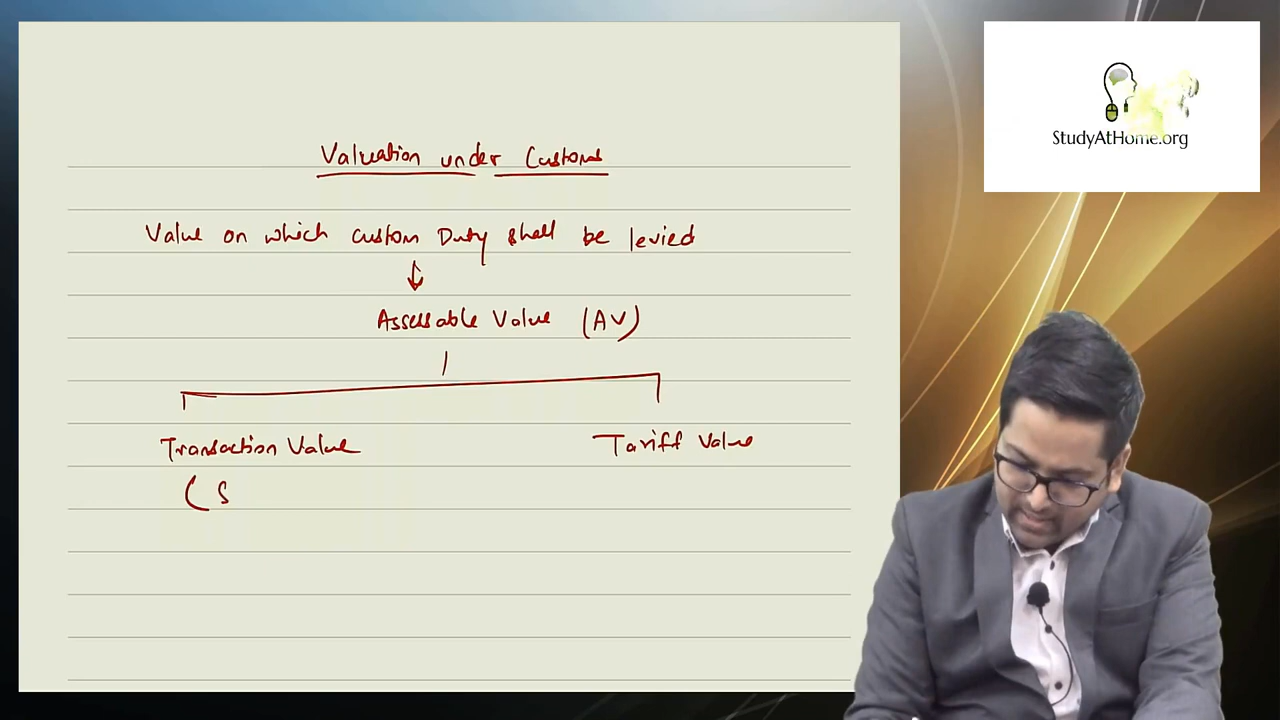 StudyAtHome.org
Valuation under Customs
Value on which custom Duty shall be levied
Assessable Value (AV)
Transaction Value
Tariff Value
( S